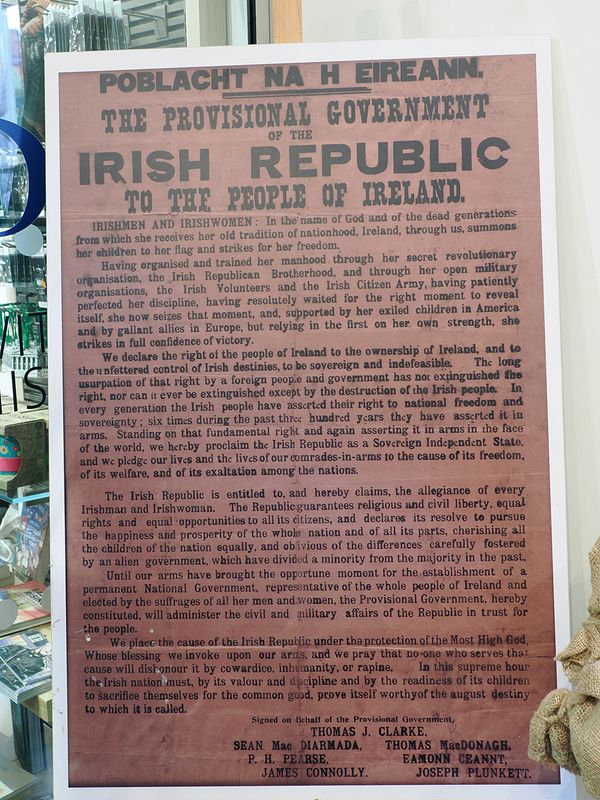 POBLACHT NA H EIREANN.
THE PROVISIONAL GOVERNMENT
OF THE
IRISH REPUBLIC
TO THE PEOPLE OF IRELAND.
IRISHMEN AND IRISHWOMEN: In the name of God and of the dead generations
from which she receives her old tradition of nationhood, Ireland, through us, summons
her children to her flag and strikes for her freedom.
Having organised and trained her manhood through her secret revolutionary
organisation, the Irish Republican Brotherhood, and through her open military
organisations, the Irish Volunteers and the Irish Citizen Army, having patiently
perfected her discipline, having resolutely waited for the right moment to reveal
itself, she now seizes that moment, and, supported by her exiled children in America
and by gallant allies in Europe, but relying in the first on her own strength, she
strikes in full confidence of victory.
We declare the right of the people of Ireland to the ownership of Ireland, and to
the unfettered control of Irish destinies, to be sovereign and indefeasible. The long
usurpation of that right by a foreign people and government has not extinguished the
right, nor can it ever be extinguished except by the destruction of the Irish people. In
every generation the Irish people have asserted their right to national freedom and
sovereignty; six times during the past three hundred years they have asserted it in
arms. Standing on that fundamental right and again asserting it in arms in the face
of the world, we hereby proclaim the Irish Republic as a Sovereign Independent State,
and we pledge our lives and the lives of our comrades-in-arms to the cause of its freedom,
of its welfare, and of its exaltation among the nations.
The Irish Republic is entitled to, and hereby claims, the allegiance of every
Irishman and Irishwoman. The Republic guarantees religious and civil liberty, equal
rights and equal opportunities to all its citizens, and declares its resolve to pursue
the happiness and prosperity of the whole nation and of all its parts, cherishing all
the children of the nation equally, and oblivious of the differences carefully fostered
by an alien government, which have divided a minority from the majority in the past.
Until our arms have brought the opportune moment for the establishment of a
permanent National Government, representative of the whole people of Ireland and
elected by the suffrages of all her men and women, the Provisional Government, hereby
constituted, will administer the civil and military affairs of the Republic in trust for
the people.
We place the cause of the Irish Republic under the protection of the Most High God,
Whose blessing we invoke upon our arms, and we pray that no one who serves that
cause will dishonour it by cowardice, inhumanity, or rapine. In this supreme hour
the Irish nation must, by its valour and discipline and by the readiness of its children
to sacrifice themselves for the common good, prove itself worthy of the august destiny
to which it is called.
Signed on Behalf of the Provisional Government,
THOMAS J. CLARKE,
SEAN Mac DIARMADA, THOMAS MacDONAGH,
P. H. PEARSE, EAMONN CEANNT,
JAMES CONNOLLY. JOSEPH PLUNKETT.